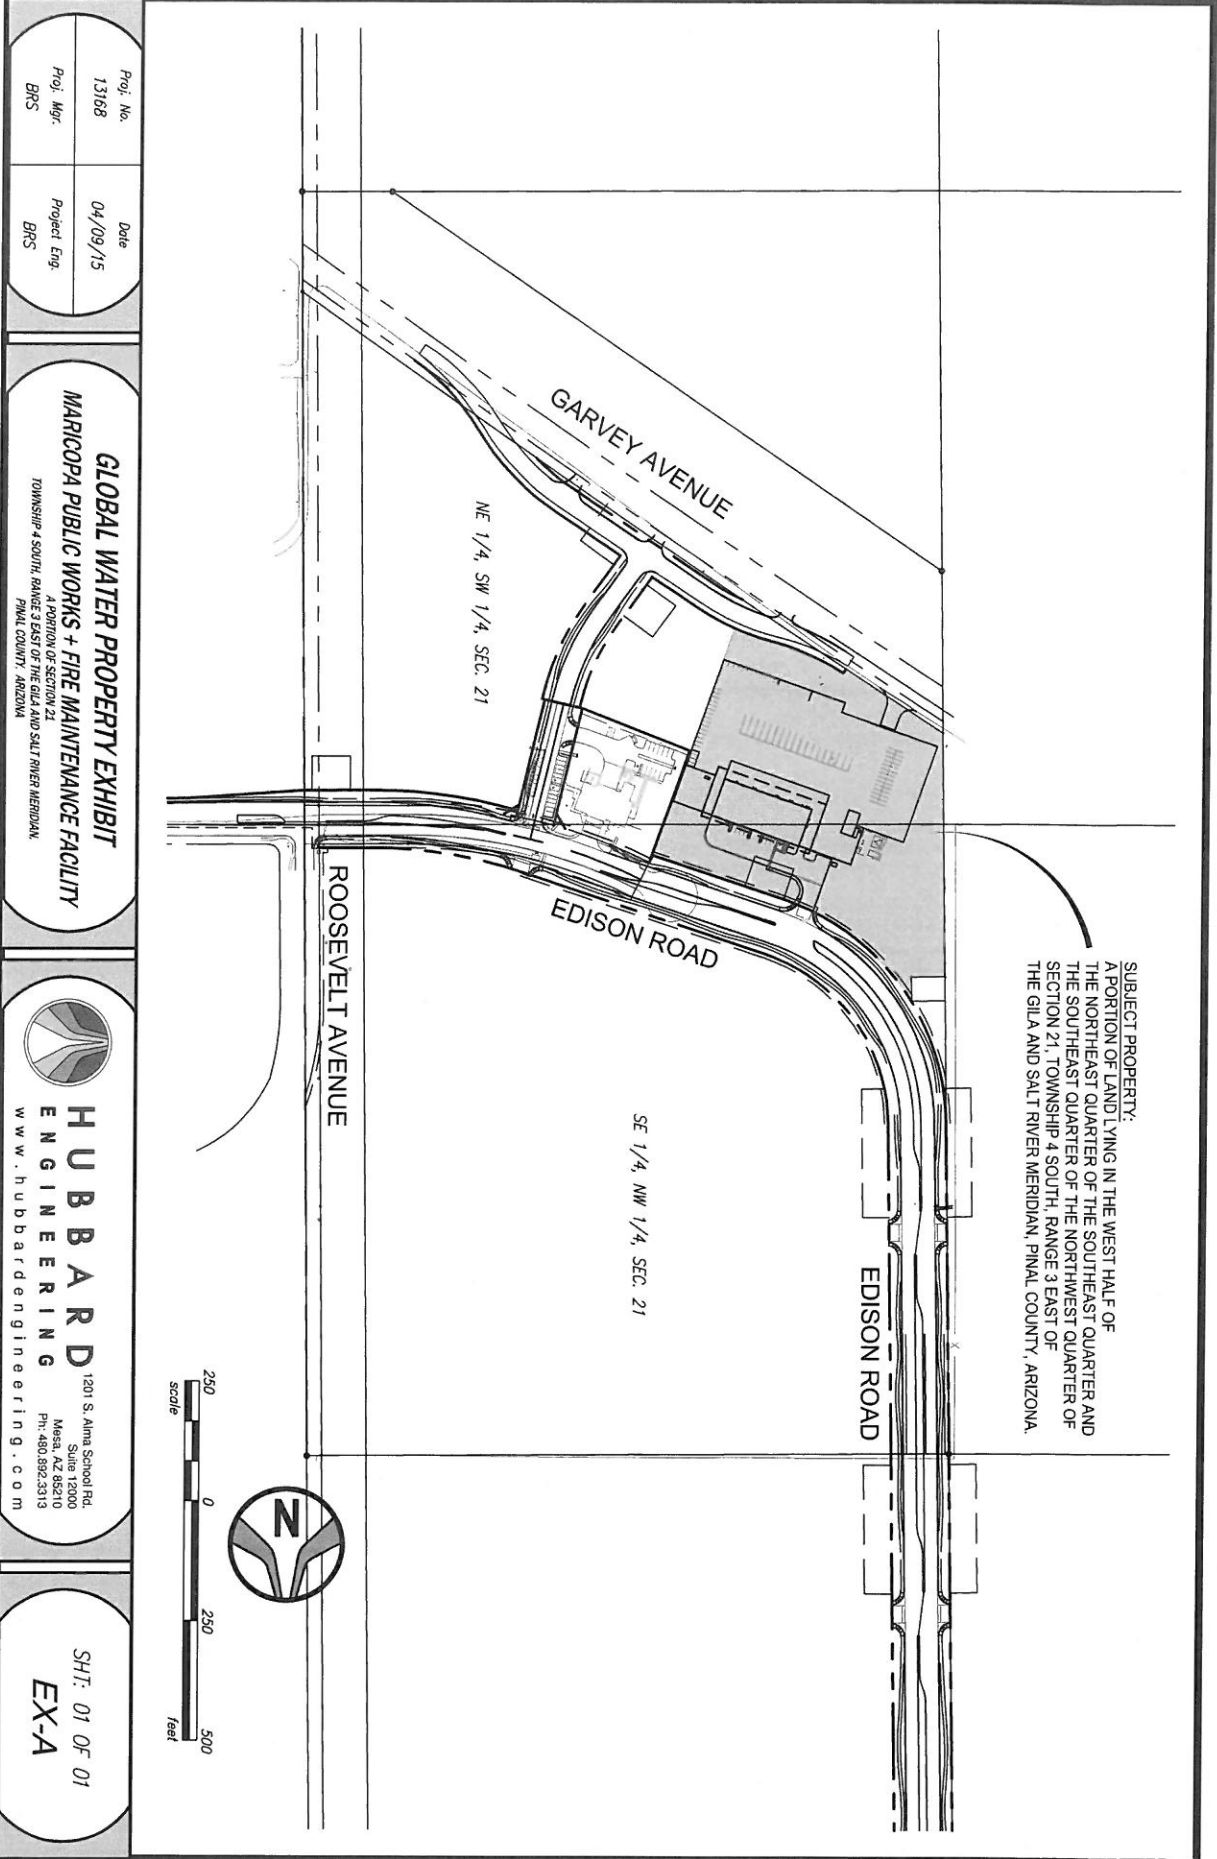 SUBJECT PROPERTY:
A PORTION OF LAND LYING IN THE WEST HALF OF
THE NORTHEAST QUARTER OF THE SOUTHEAST QUARTER AND
THE SOUTHEAST QUARTER OF THE NORTHWEST QUARTER OF
SECTION 21, TOWNSHIP 4 SOUTH, RANGE 3 EAST OF
THE GILA AND SALT RIVER MERIDIAN, PINAL COUNTY, ARIZONA.
GARVEY AVENUE
EDISON ROAD
EDISON ROAD
NE 1/4, SW 1/4, SEC. 21
SE 1/4, NW 1/4, SEC. 21
ROOSEVELT AVENUE
X
N
250 0 250 500
scale feet
Proj. No.
13168
Date
04/09/15
Proj. Mgr.
BRS
Project Eng.
BRS
GLOBAL WATER PROPERTY EXHIBIT
MARICOPA PUBLIC WORKS + FIRE MAINTENANCE FACILITY
A PORTION OF SECTION 21
TOWNSHIP 4 SOUTH, RANGE 3 EAST OF THE GILA AND SALT RIVER MERIDIAN,
PINAL COUNTY, ARIZONA
HUBBARD
ENGINEERING
www.hubbardengineering.com
1201 S. Alma School Rd.
Suite 12000
Mesa, AZ 85210
Ph: 480.892.3313
SHT: 01 OF 01
EX-A